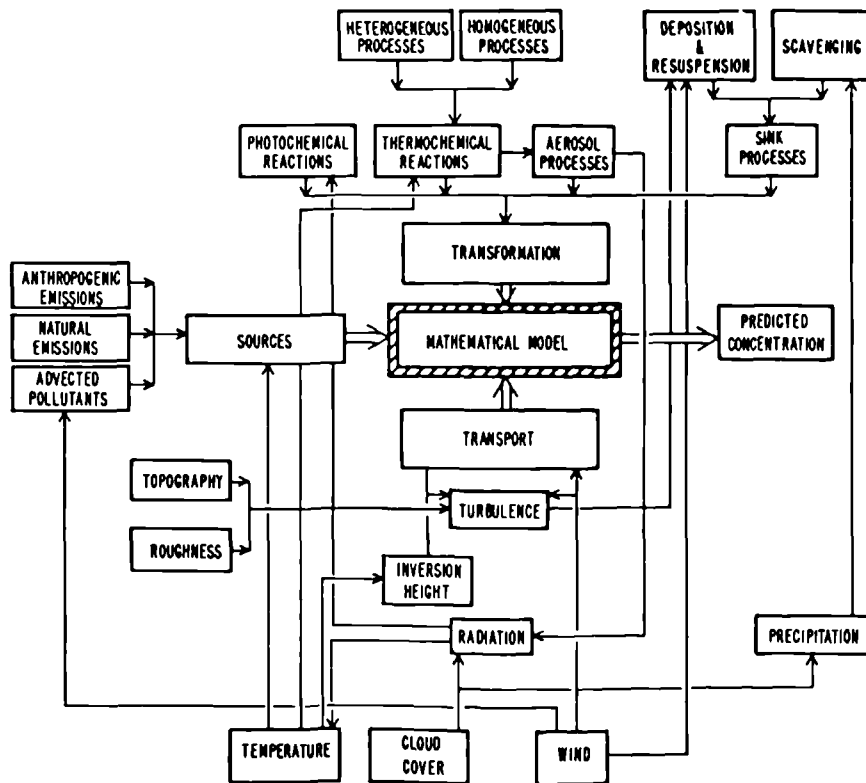 HETEROGENEOUS
PROCESSES
HOMOGENEOUS
PROCESSES
DEPOSITION
&
RESUSPENSION
SCAVENGING
PHOTOCHEMICAL
REACTIONS
THERMOCHEMICAL
REACTIONS
AEROSOL
PROCESSES
SINK
PROCESSES
TRANSFORMATION
ANTHROPOGENIC
EMISSIONS
NATURAL
EMISSIONS
ADVECTED
POLLUTANTS
SOURCES
MATHEMATICAL MODEL
PREDICTED
CONCENTRATION
TRANSPORT
TOPOGRAPHY
TURBULENCE
ROUGHNESS
INVERSION
HEIGHT
RADIATION
PRECIPITATION
TEMPERATURE
CLOUD
COVER
WIND